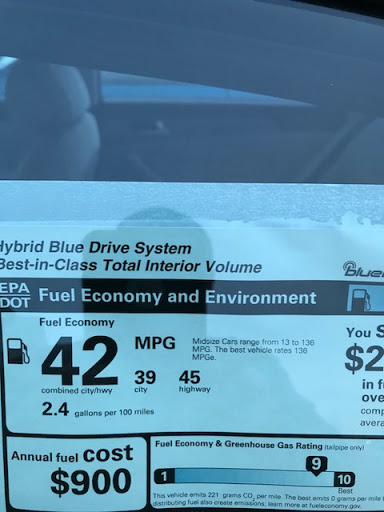 Hybrid Blue Drive System
Best-in-Class Total Interior Volume
EPA
DOT
Fuel Economy and Environment
Fuel Economy
42
MPG
combined city/hwy
39
city
45
highway
Midsize Cars range from 13 to 136
MPG. The best vehicle rates 136
MPGe.
2.4 gallons per 100 miles
You S
$2
in f
ove
comp
avera
Annual fuel cost
$900
Fuel Economy & Greenhouse Gas Rating (tailpipe only)
1
9
10
Best
This vehicle emits 221 grams CO₂ per mile. The best emits 0 grams per mile
distributing fuel also create emissions; learn more at fueleconomy.gov.